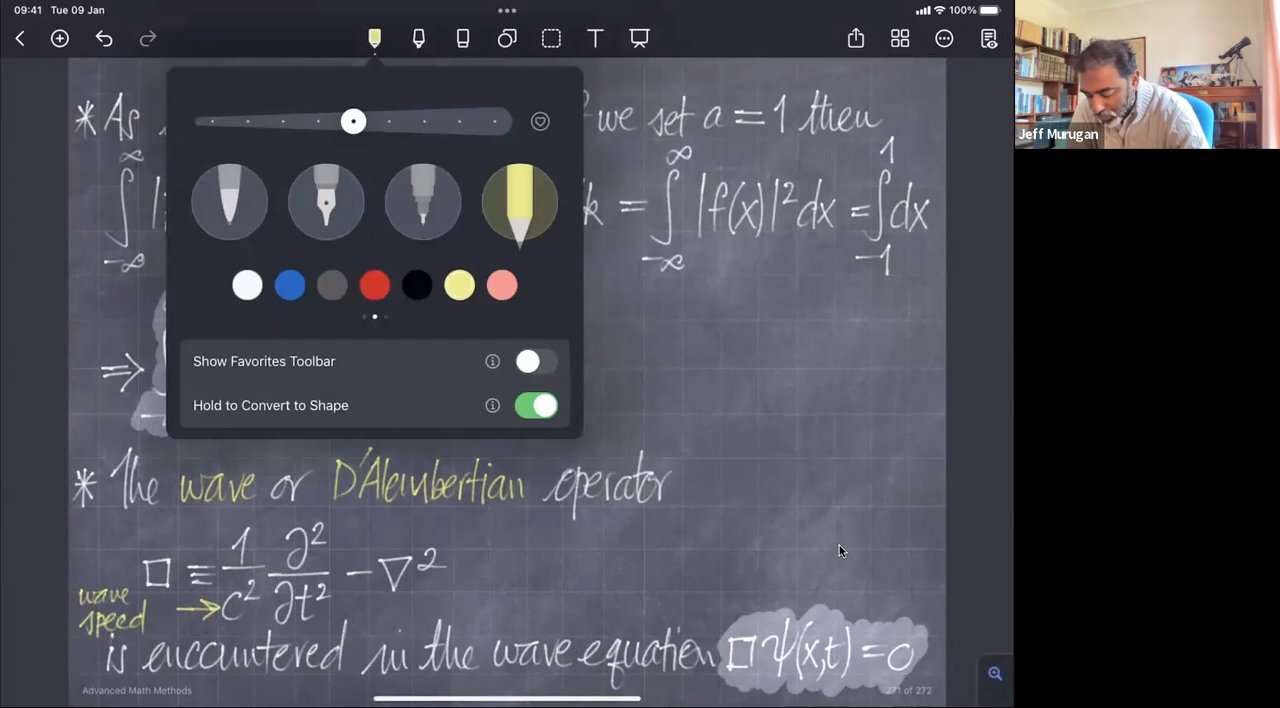 09:41 Tue 09 Jan
100%
T
* As
we set a = 1 then
∫_{-∞}^{∞} |
k = ∫_{-∞}^{∞} |f(x)|² dx = ∫_{-1}^{1} dx
⇒
Show Favorites Toolbar
Hold to Convert to Shape
* The wave or D'Alembertian operator
□ ≡ 1/c² ∂²/∂t² - ∇²
wave speed →
is encountered in the wave equation □ψ(x,t) = 0
Advanced Math Methods
271 of 272
Jeff Murugan